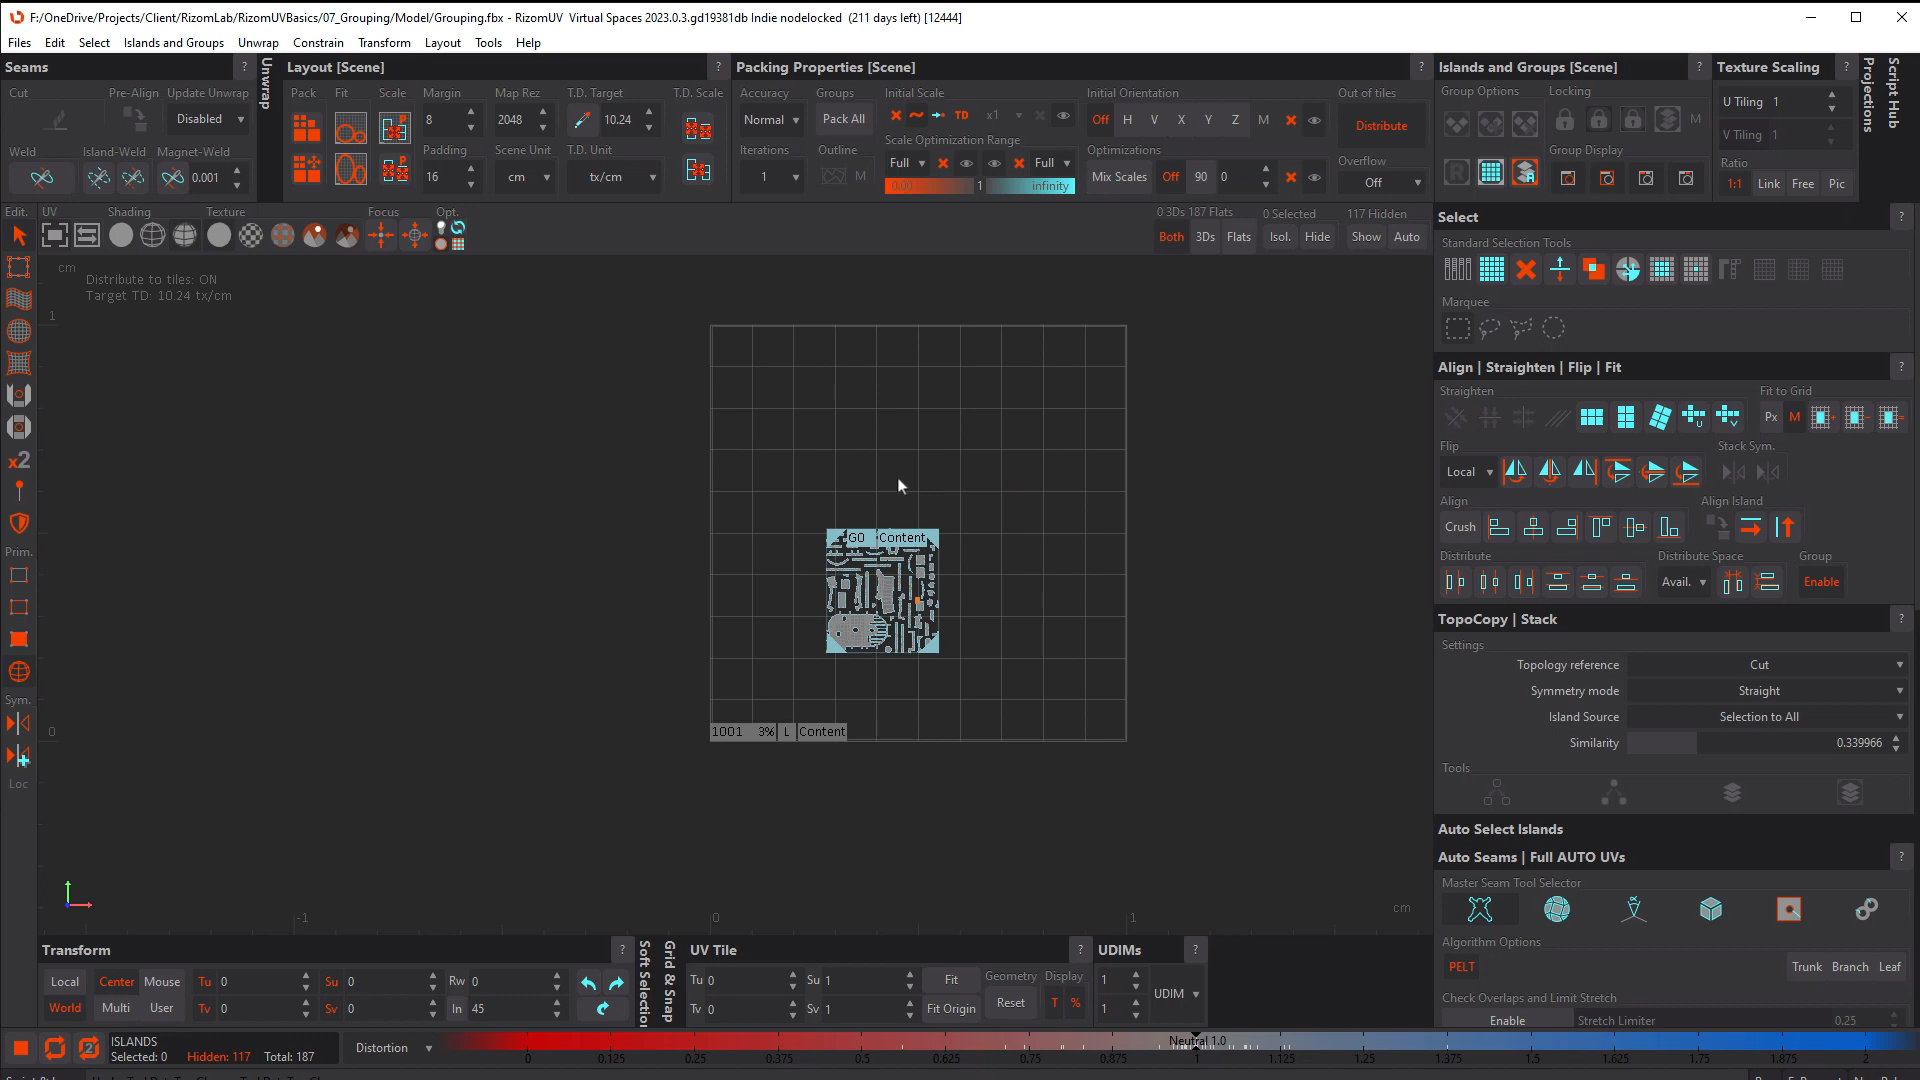 F:/OneDrive/Projects/Client/RizomLab/RizomUVBasics/07_Grouping/Model/Grouping.fbx - RizomUV  Virtual Spaces 2023.0.3.gd19381db Indie nodelocked  (211 days left) [12444]
Files Edit Select Islands and Groups Unwrap Constrain Transform Layout Tools Help
Seams ? Unwrap Layout [Scene] ? Packing Properties [Scene] ? Islands and Groups [Scene] ? Texture Scaling ? Projections Script Hub
Cut Pre-Align Update Unwrap Pack Fit Scale Margin Map Rez T.D. Target T.D. Scale Accuracy Groups Initial Scale Initial Orientation Out of tiles Group Options Locking
Disabled 8 2048 10.24 Normal Pack All TD x1 Off H V X Y Z M Distribute M U Tiling 1
V Tiling 1
Weld Island-Weld Magnet-Weld Padding Scene Unit T.D. Unit Iterations Outline Scale Optimization Range Optimizations Overflow Group Display Ratio
0.001 16 cm tx/cm 1 M Full Full Mix Scales Off 90 0 Off R 1:1 Link Free Pic
0.00 1 infinity
Edit. UV Shading Texture Focus Opt. 0 3Ds 187 Flats 0 Selected 117 Hidden
Both 3Ds Flats Isol. Hide Show Auto
Select ?
Standard Selection Tools
Marquee
cm
Distribute to tiles: ON
Target TD: 10.24 tx/cm
1
Align | Straighten | Flip | Fit ?
Straighten Fit to Grid
Px M
Flip Stack Sym.
Local
x2
Align Align Island
Crush
GO Content
Distribute Distribute Space Group
Prim.
Avail. Enable
TopoCopy | Stack ?
Settings
Topology reference Cut
Symmetry mode Straight
Sym.
Island Source Selection to All
0
1001 3% L Content
Similarity 0.339966
Tools
Loc
Auto Select Islands
Auto Seams | Full AUTO UVs ?
Master Seam Tool Selector
-1 0 1 cm
Algorithm Options
PELT Trunk Branch Leaf
Check Overlaps and Limit Stretch
Enable Stretch Limiter 0.25
Transform ? Soft Selection Grid & Snap UV Tile ? UDIMs ?
Local Center Mouse Tu 0 Su 0 Rw 0 Tu 0 Su 1 Fit Geometry Display 1
World Multi User Tv 0 Sv 0 In 45 Tv 0 Sv 1 Fit Origin Reset T % 1 UDIM
ISLANDS
Selected: 0 Hidden: 117 Total: 187
Distortion
Neutral 1.0
0 0.125 0.25 0.375 0.5 0.625 0.75 0.875 1 1.125 1.25 1.375 1.5 1.625 1.75 1.875 2